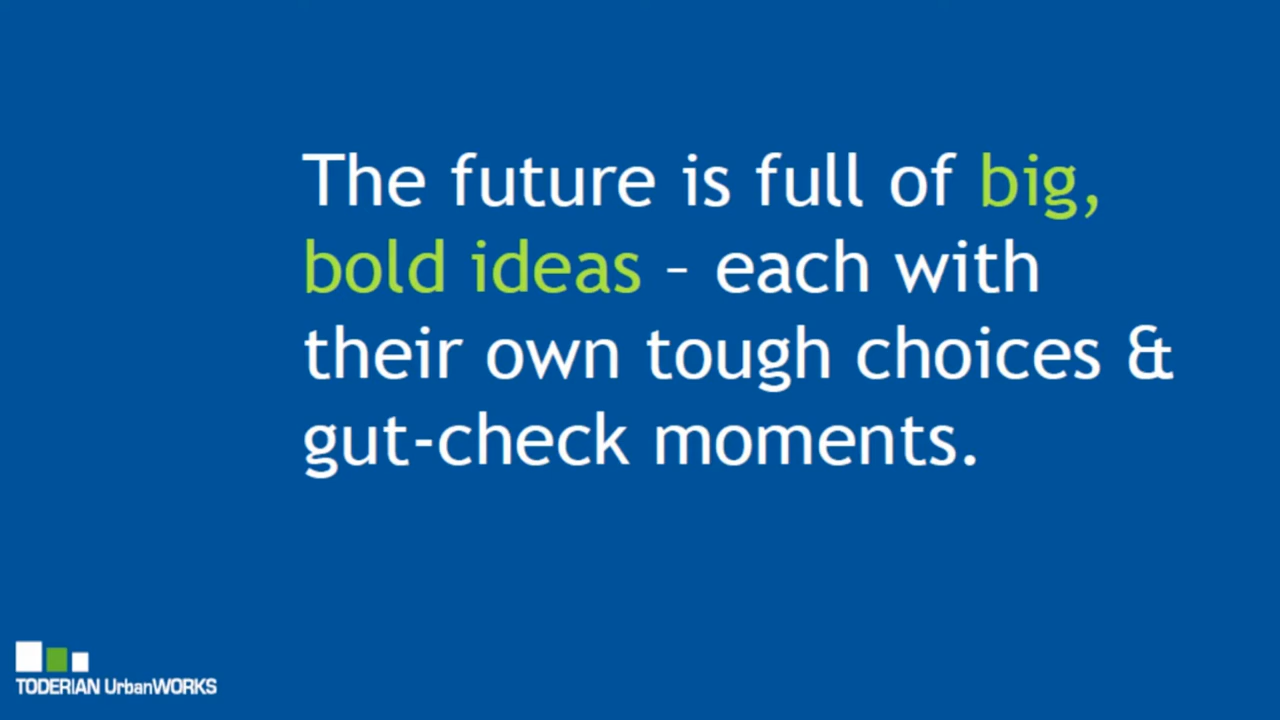 The future is full of big,
bold ideas – each with
their own tough choices &
gut-check moments.
TODERIAN UrbanWORKS